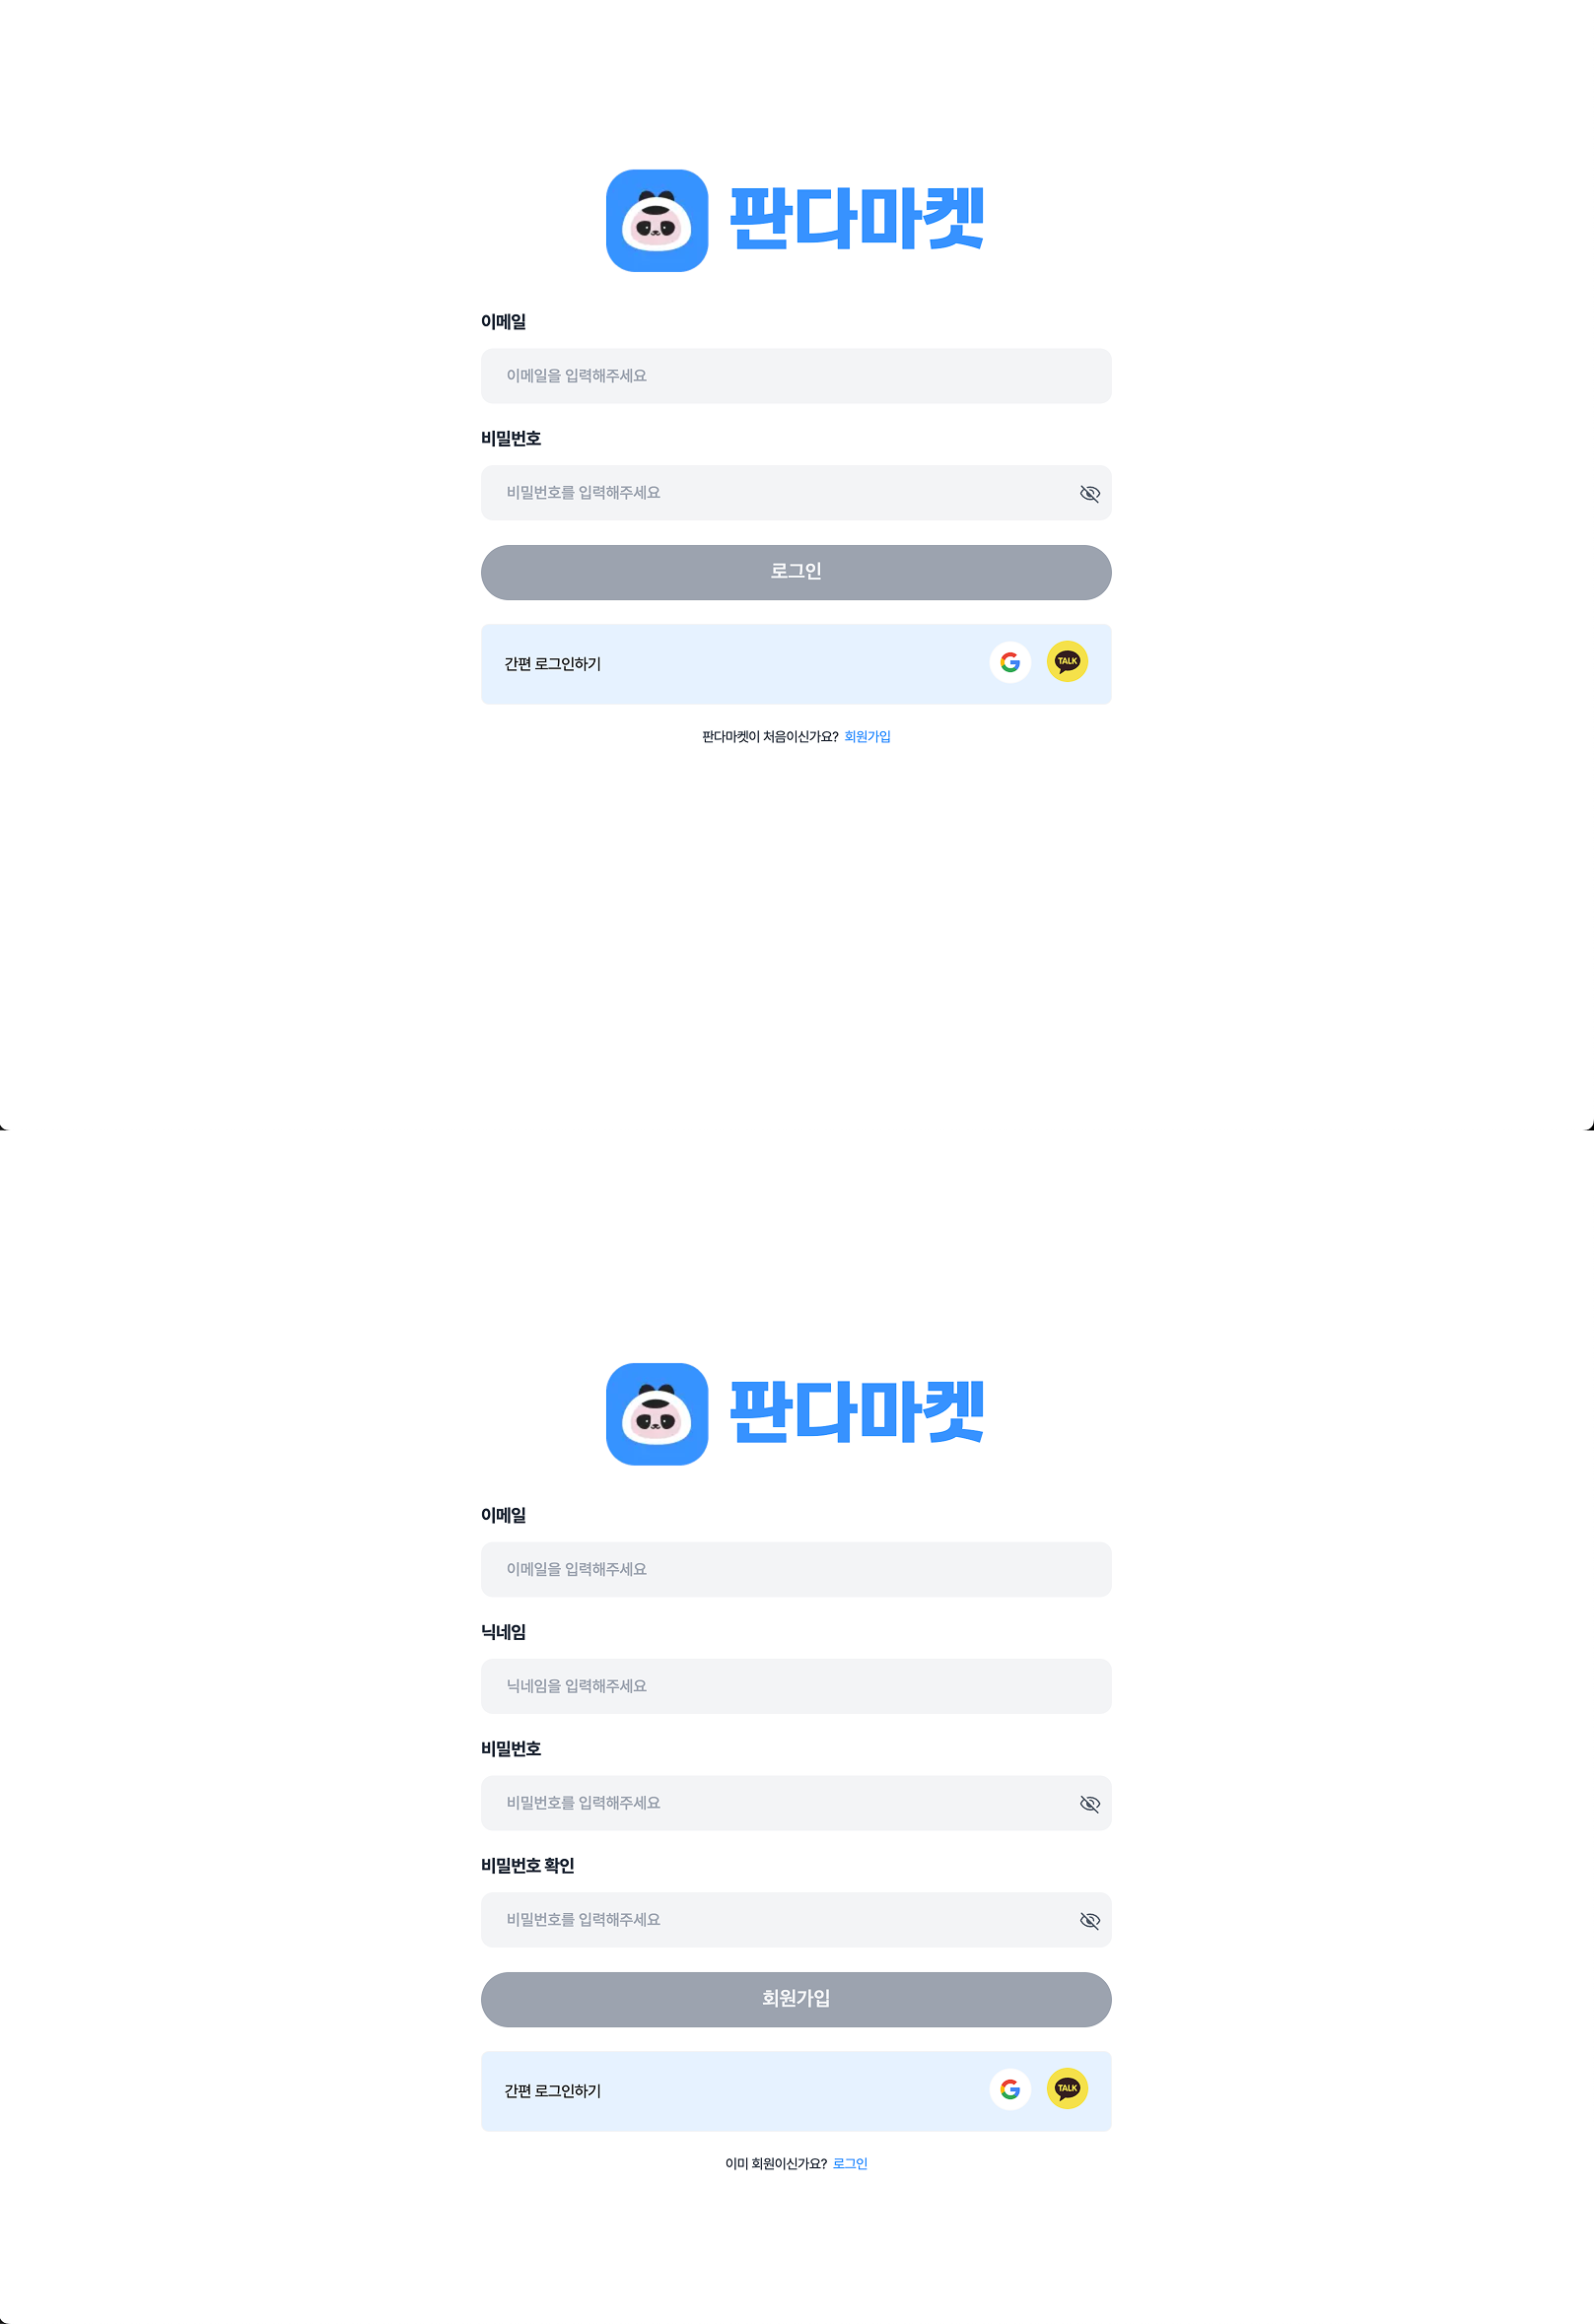 판다마켓
이메일
이메일을 입력해주세요
비밀번호
비밀번호를 입력해주세요
로그인
간편 로그인하기
TALK
판다마켓이 처음이신가요? 회원가입
판다마켓
이메일
이메일을 입력해주세요
닉네임
닉네임을 입력해주세요
비밀번호
비밀번호를 입력해주세요
비밀번호 확인
비밀번호를 입력해주세요
회원가입
간편 로그인하기
TALK
이미 회원이신가요? 로그인